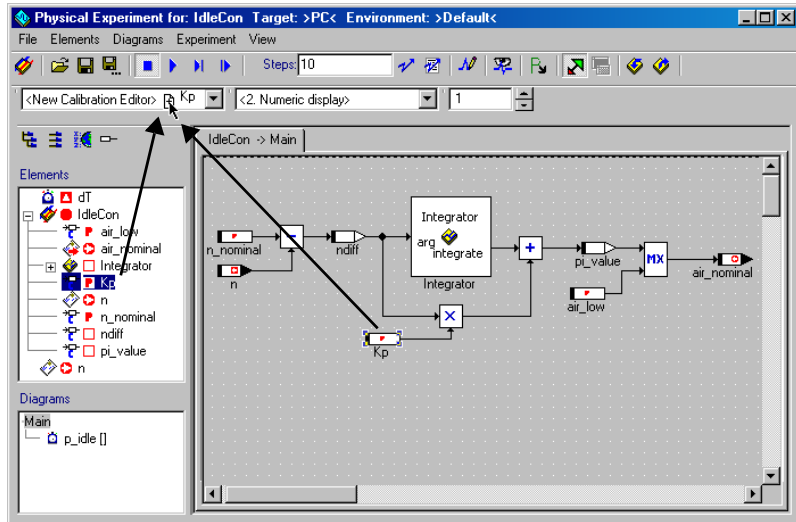 Physical Experiment for: IdleCon Target: >PC< Environment: >Default<
File Elements Diagrams Experiment View
Steps: 10
<New Calibration Editor> Kp <2. Numeric display> 1
IdleCon -> Main
Elements
dT
IdleCon
air_low
air_nominal
Integrator
Kp
n
n_nominal
ndiff
pi_value
n
Diagrams
Main
p_idle []
n_nominal
n
-
ndiff
Integrator
arg
integrate
Integrator
+
×
Kp
pi_value
air_low
MX
air_nominal